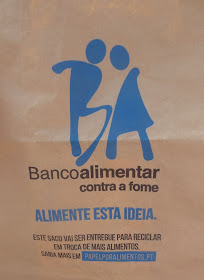 BA
Bancoalimentar
contra a fome
ALIMENTE ESTA IDEIA.
ESTE SACO VAI SER ENTREGUE PARA RECICLAR
EM TROCA DE MAIS ALIMENTOS.
SAIBA MAIS EM PAPELPORALIMENTOS.PT